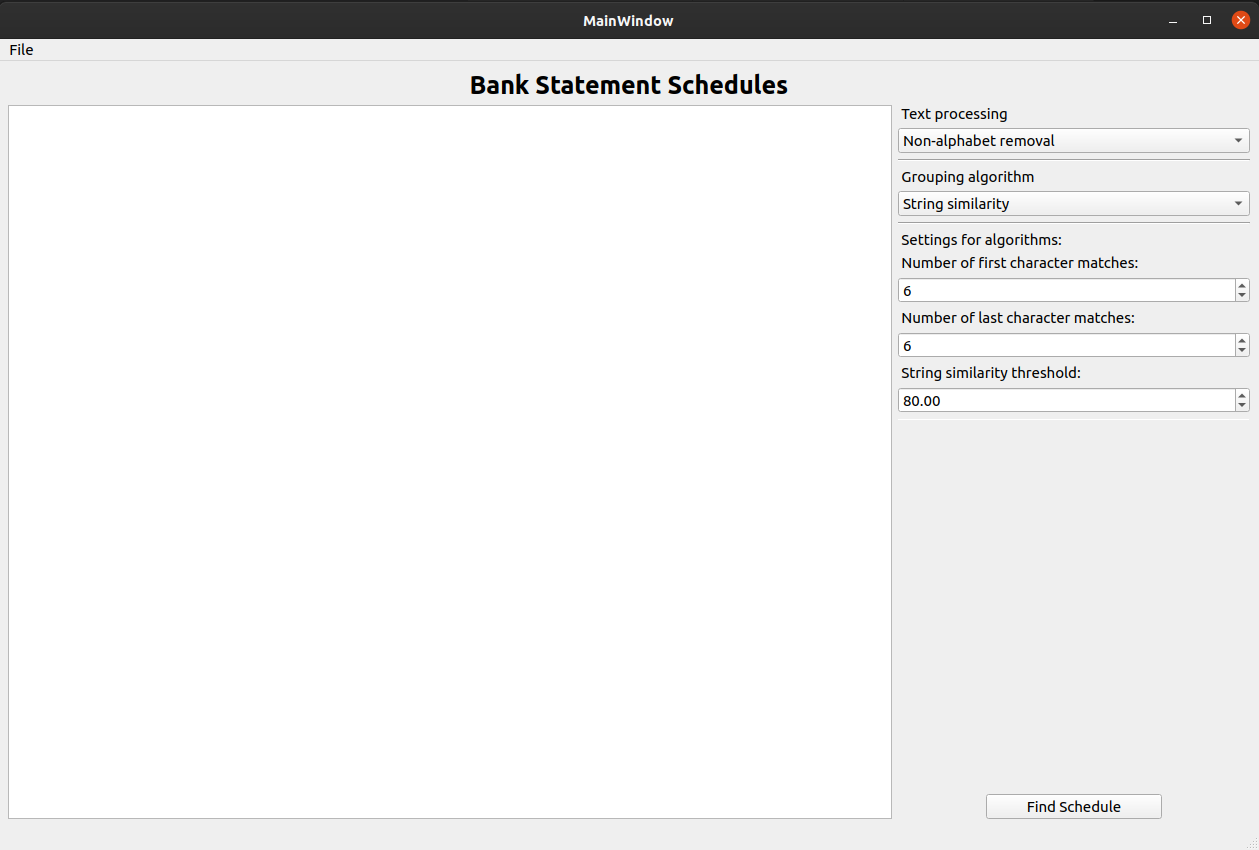 MainWindow
File
Bank Statement Schedules
Text processing
Non-alphabet removal
Grouping algorithm
String similarity
Settings for algorithms:
Number of first character matches:
6
Number of last character matches:
6
String similarity threshold:
80.00
Find Schedule